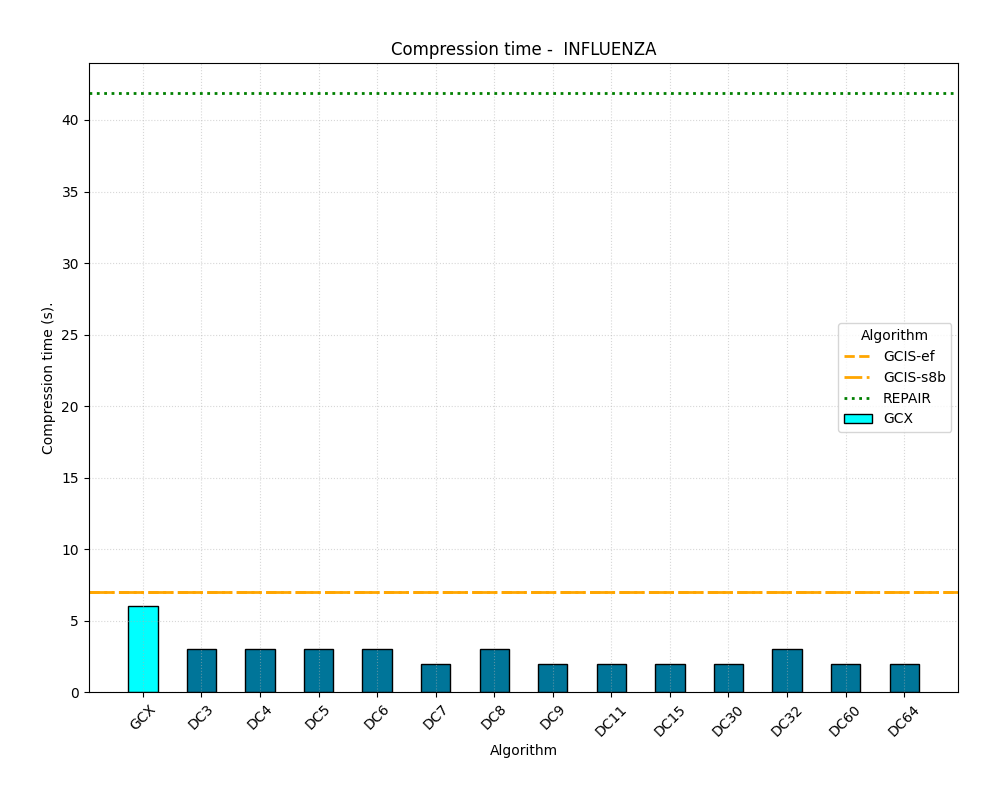 Compression time -  INFLUENZA
Compression time (s).
40
35
30
25
20
15
10
5
0
Algorithm
GCIS-ef
GCIS-s8b
REPAIR
GCX
GCX
DC3
DC4
DC5
DC6
DC7
DC8
DC9
DC11
DC15
DC30
DC32
DC60
DC64
Algorithm